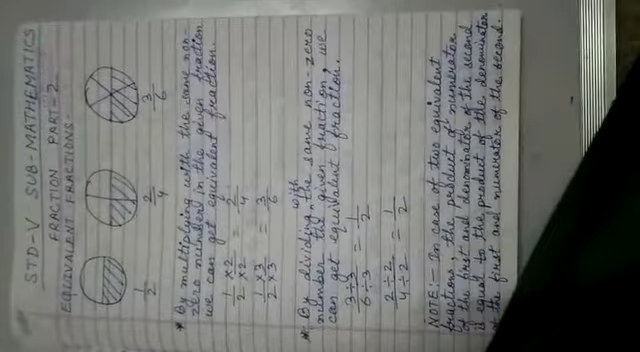 STD-V SUB-MATHEMATICS
FRACTION PART-2
EQUIVALENT FRACTIONS-
1/2 2/4 3/6
* By multiplying with the same non-
zero number in the given fraction
we can get equivalent fraction.
1×2/2×2 = 2/4
1×3/2×3 = 3/6
* By dividing with the same non-zero
number the given fraction, we
can get equivalent fraction.
3÷3/6÷3 = 1/2
2÷2/4÷2 = 1/2
NOTE:- In case of two equivalent
fractions, the product of numerator
of the first and denominator of the second
is equal to the product of the denominator
of the first and numerator of the second.